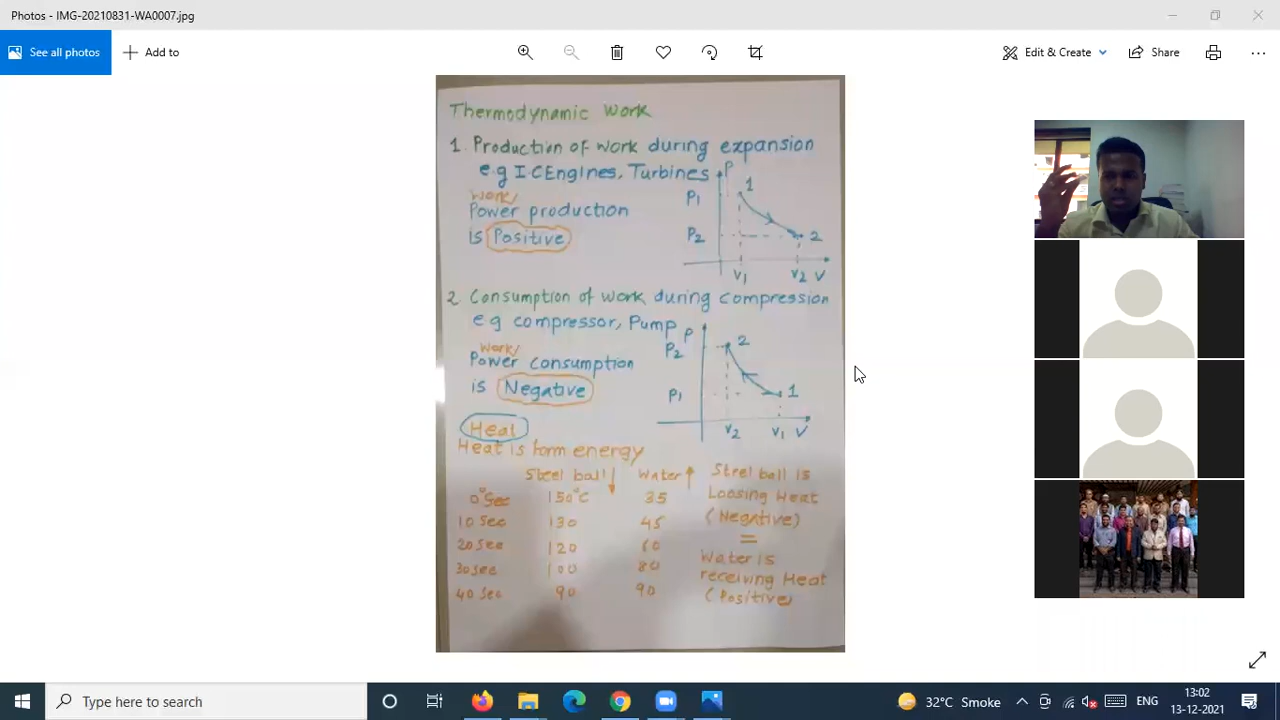 Photos - IMG-20210831-WA0007.jpg
See all photos
Add to
Edit & Create
Share
Thermodynamic Work
1. Production of work during expansion
e.g I.C Engines, Turbines
Work/
Power production
is Positive
P
P1
P2
1
2
V1
V2 V
2 Consumption of work during compression
e g compressor, Pump
Work/
Power consumption
is Negative
P
P2
P1
2
1
V2
V1 V
Heat
Heat is form energy
Steel ball ↓ Water ↑
0° Sec 150°C 35
10 Sec 130 45
20 Sec 120 60
30 Sec 100 80
40 Sec 90 90
Steel ball is
Loosing Heat
(Negative)
=
Water is
receiving Heat
(Positive)
Type here to search
32°C Smoke
ENG
13:02
13-12-2021